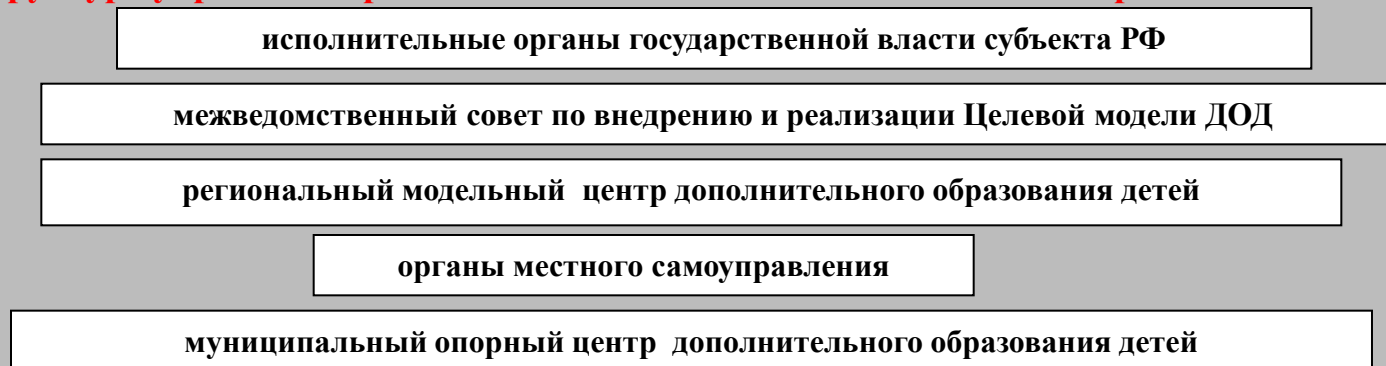 исполнительные органы государственной власти субъекта РФ
межведомственный совет по внедрению и реализации Целевой модели ДОД
региональный модельный центр дополнительного образования детей
органы местного самоуправления
муниципальный опорный центр дополнительного образования детей